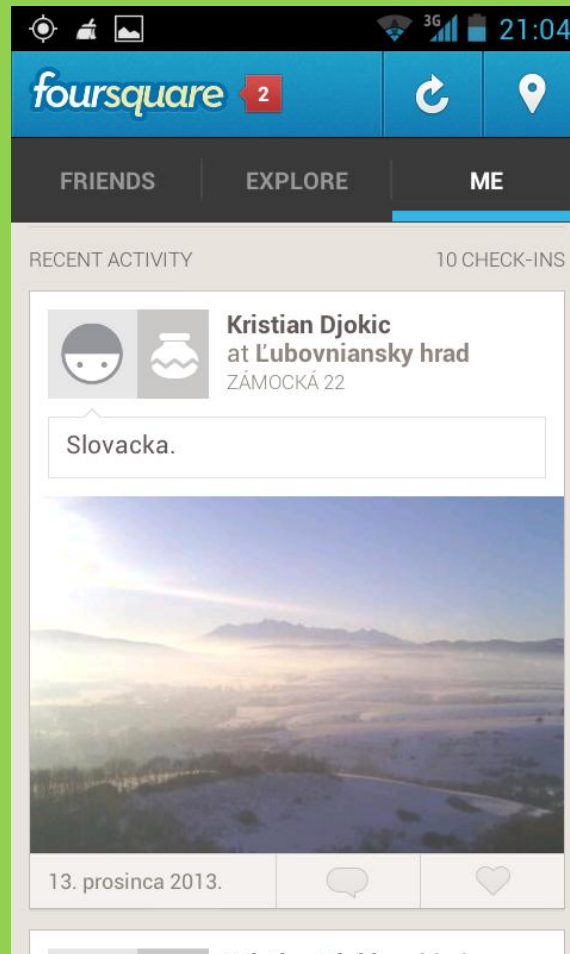 3G 21:04
foursquare 2
FRIENDS EXPLORE ME
RECENT ACTIVITY 10 CHECK-INS
Kristian Djokic
at Ľubovniansky hrad
ZÁMOCKÁ 22
Slovacka.
13. prosinca 2013.